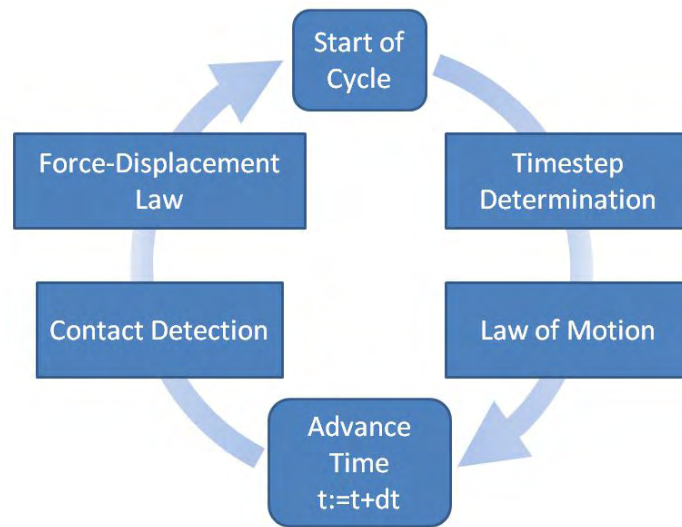 Start of
Cycle
Timestep
Determination
Law of Motion
Advance
Time
t:=t+dt
Contact Detection
Force-Displacement
Law